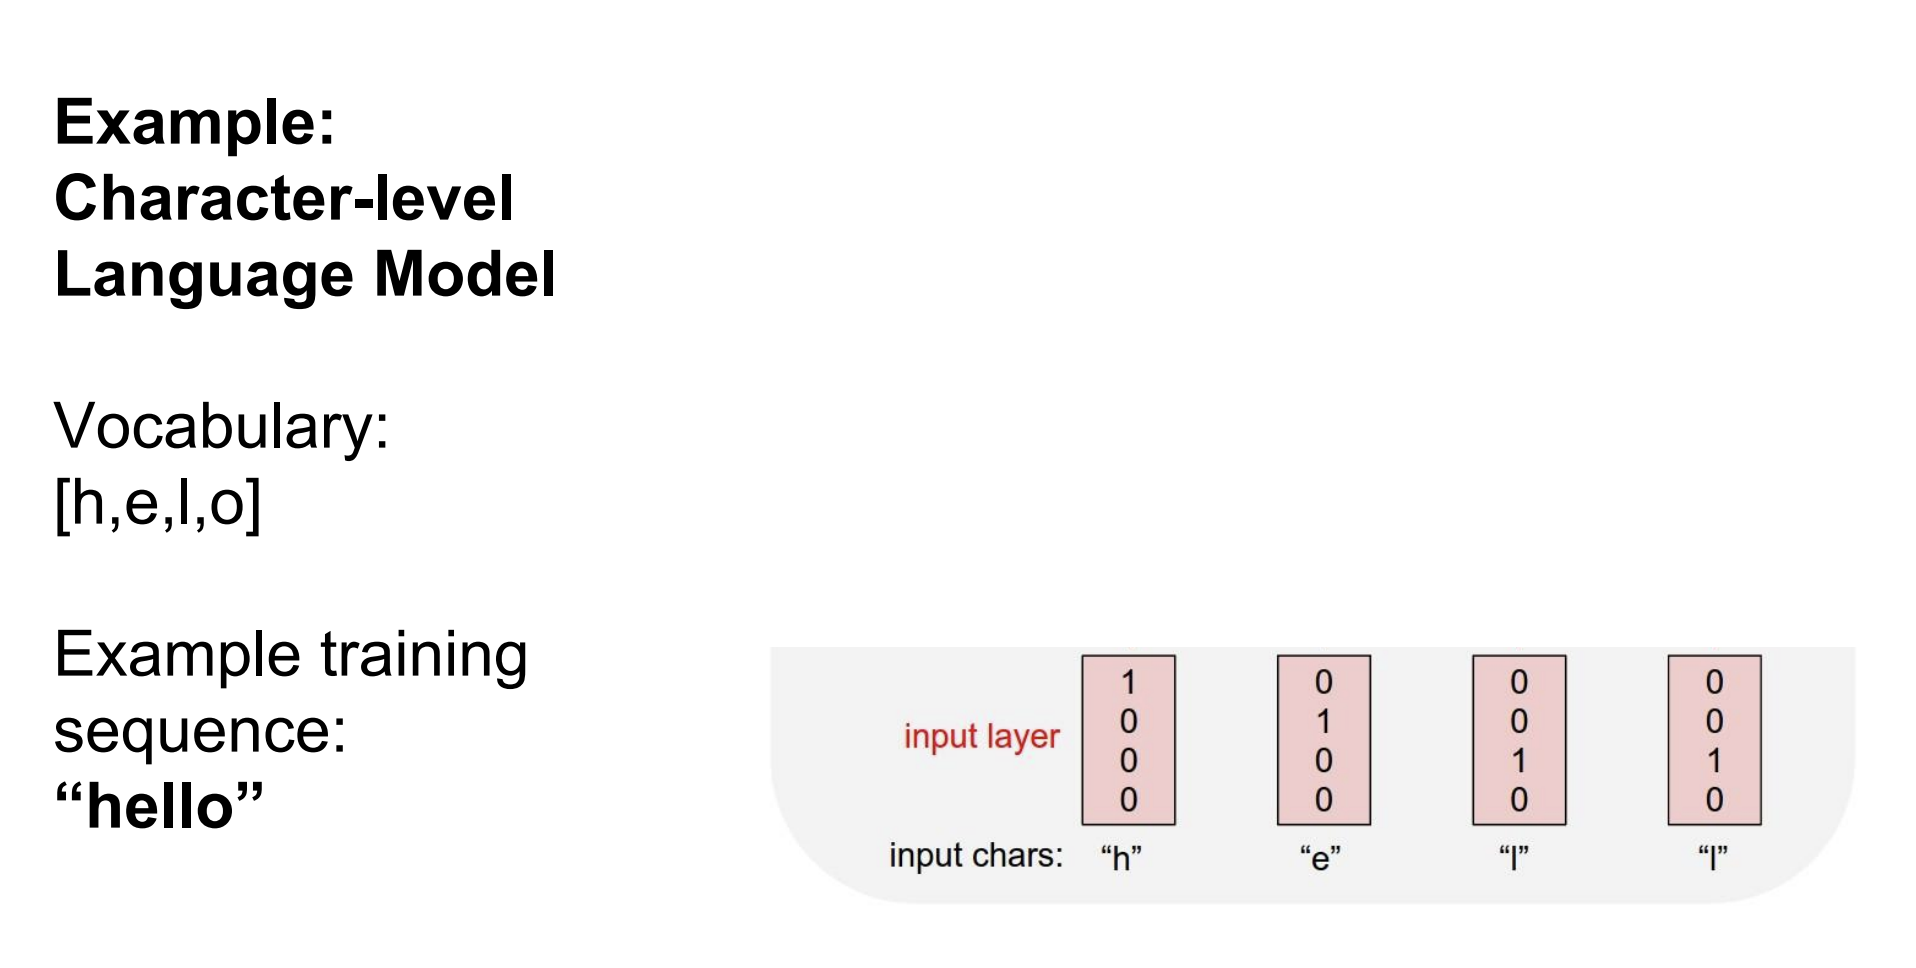 Example:
Character-level
Language Model
Vocabulary:
[h,e,l,o]
Example training
sequence:
“hello”
input layer
1 0 0 0
0 1 0 0
0 0 1 1
0 0 0 0
input chars: “h” “e” “l” “l”